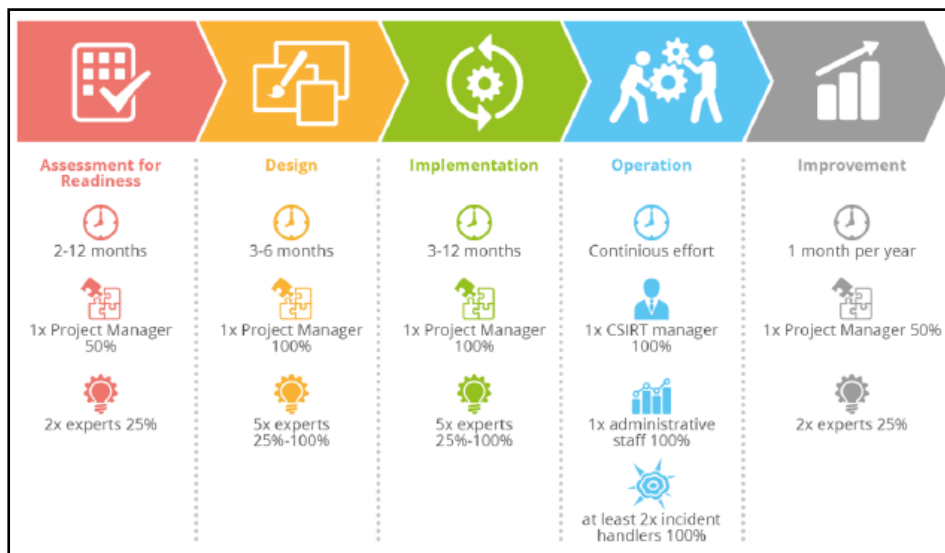 Assessment for
Readiness
2-12 months
1x Project Manager
50%
2x experts 25%
Design
3-6 months
1x Project Manager
100%
5x experts
25%-100%
Implementation
3-12 months
1x Project Manager
100%
5x experts
25%-100%
Operation
Continious effort
1x CSIRT manager
100%
1x administrative
staff 100%
at least 2x incident
handlers 100%
Improvement
1 month per year
1x Project Manager 50%
2x experts 25%